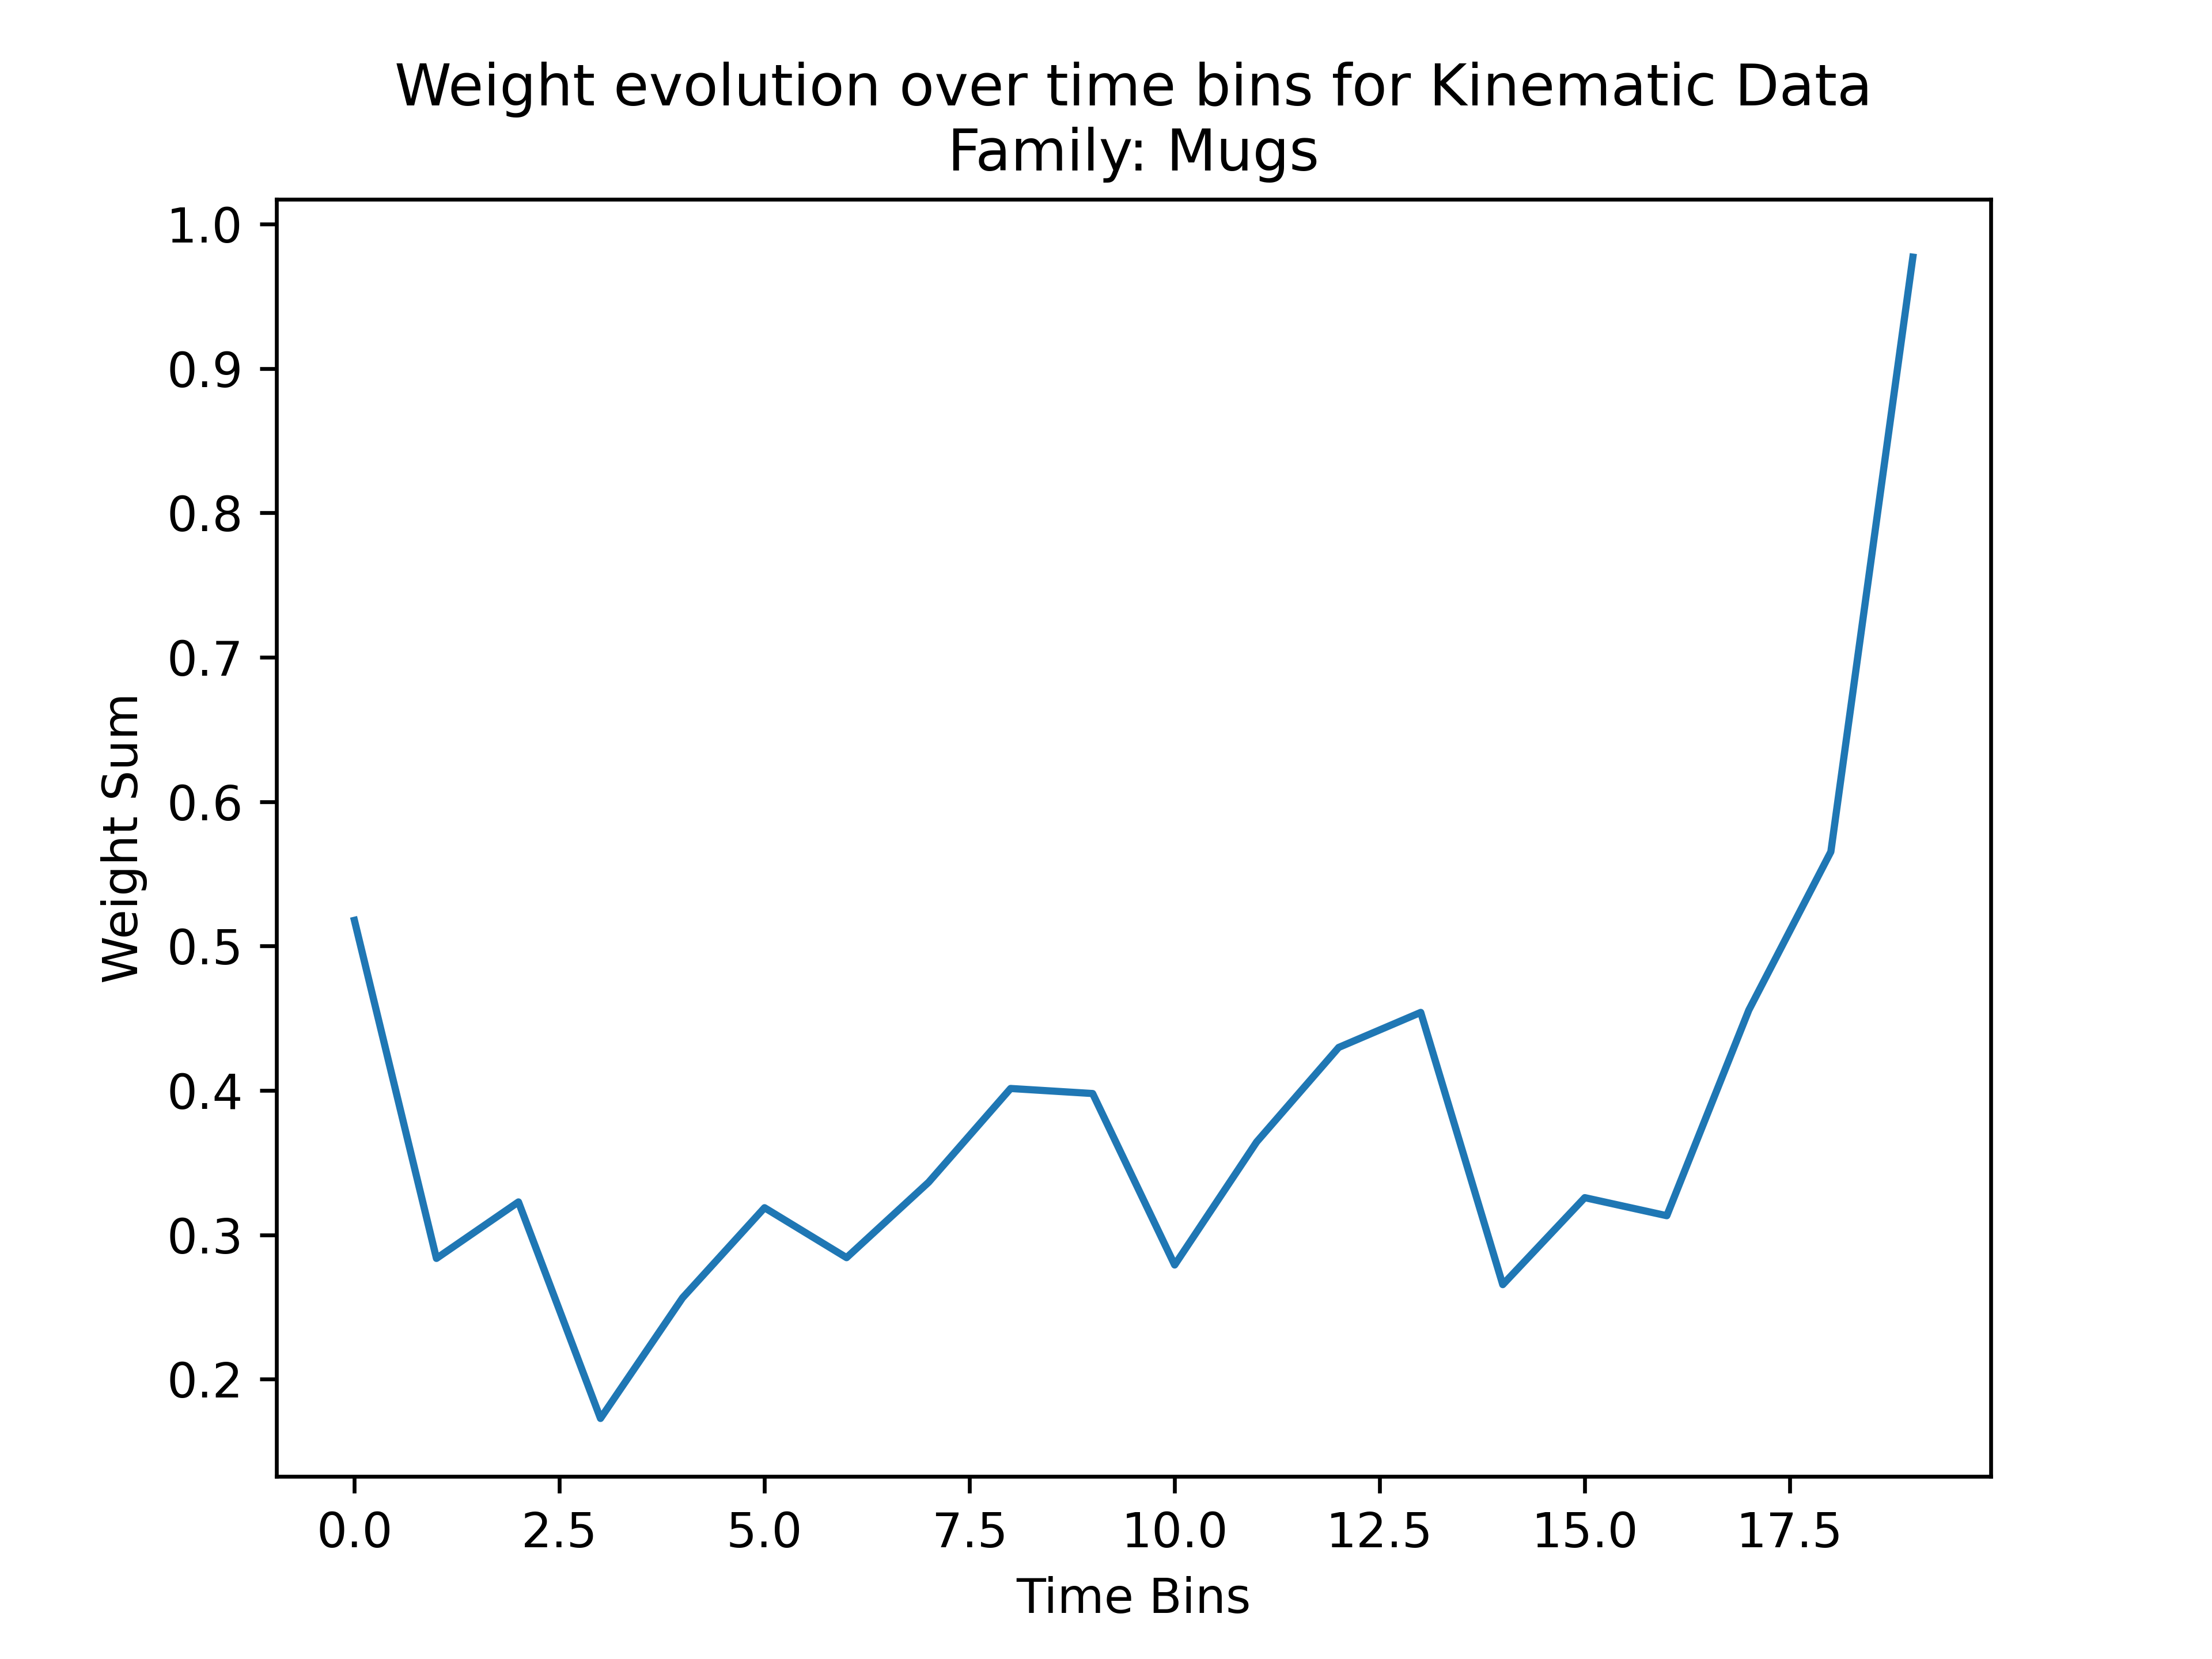 Weight evolution over time bins for Kinematic Data
Family: Mugs
1.0
0.9
0.8
0.7
0.6
0.5
0.4
0.3
0.2
Weight Sum
0.0 2.5 5.0 7.5 10.0 12.5 15.0 17.5
Time Bins